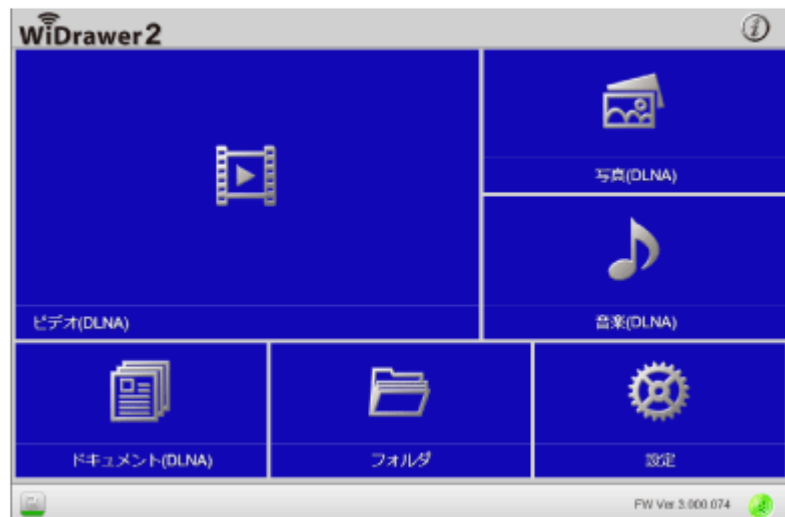 WiDrawer2
写真(DLNA)
音楽(DLNA)
ビデオ(DLNA)
ドキュメント(DLNA)
フォルダ
設定
FW Ver.3.000.074